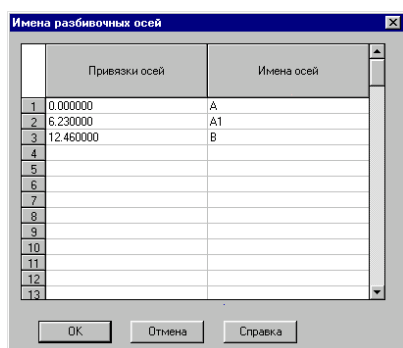 Имена разбивочных осей
Привязки осей Имена осей
1 0.000000 A
2 6.230000 A1
3 12.460000 B
4
5
6
7
8
9
10
11
12
13
OK Отмена Справка